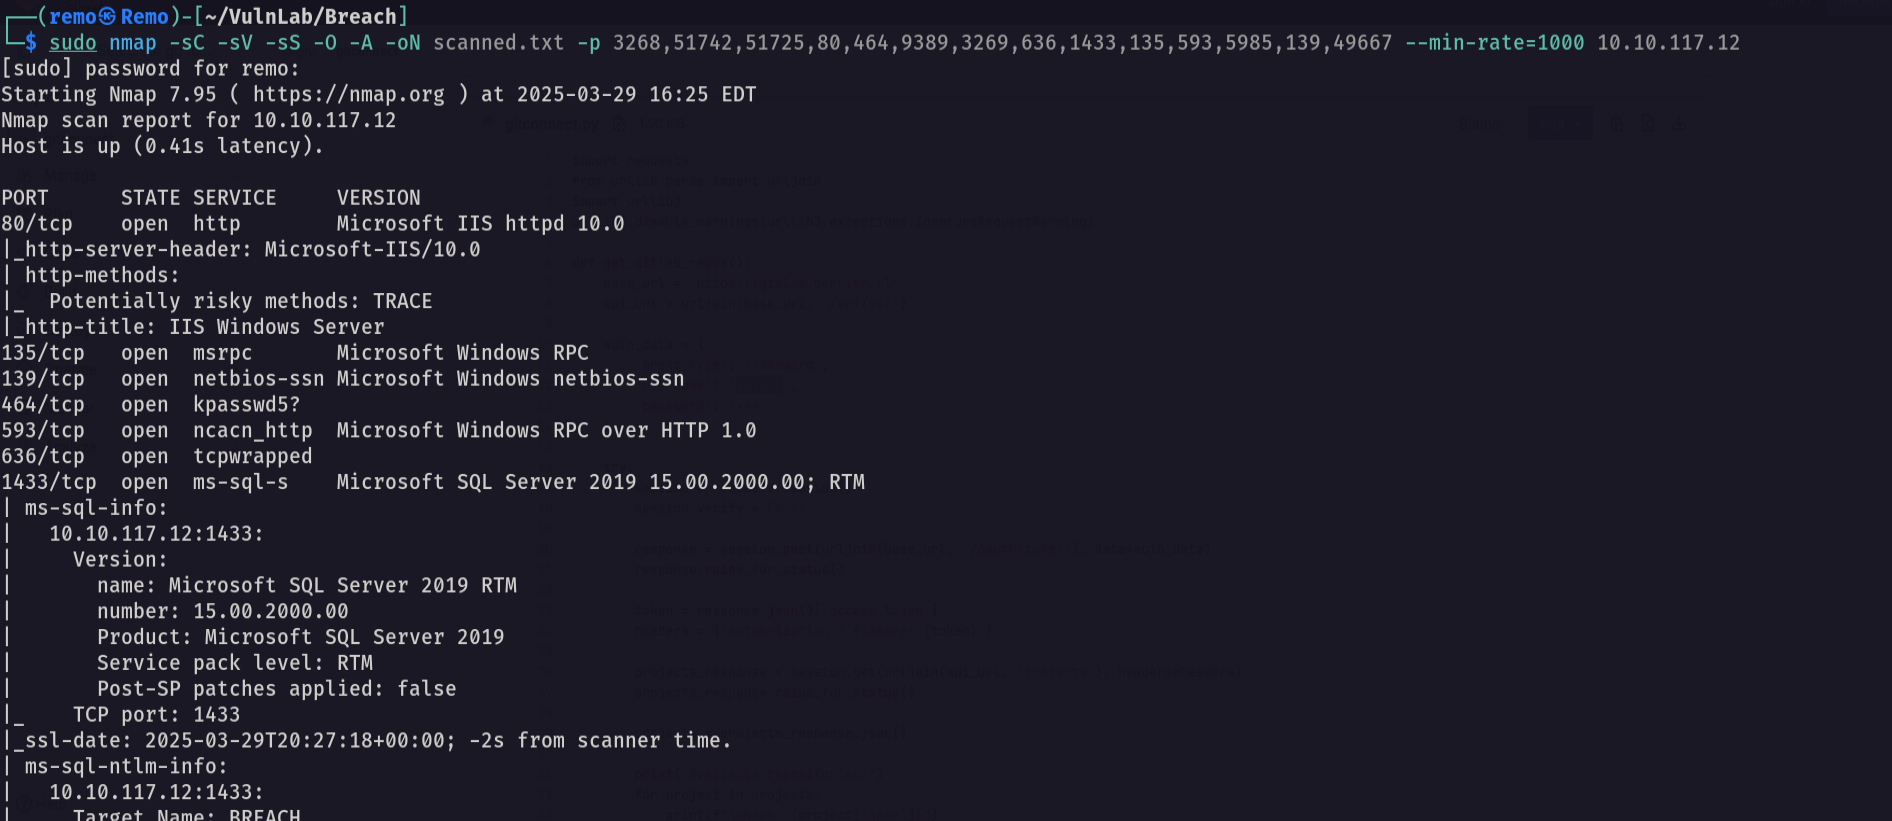 ┌──(remo㉿Remo)-[~/VulnLab/Breach]
└─$ sudo nmap -sC -sV -sS -O -A -oN scanned.txt -p 3268,51742,51725,80,464,9389,3269,636,1433,135,593,5985,139,49667 --min-rate=1000 10.10.117.12
[sudo] password for remo:
Starting Nmap 7.95 ( https://nmap.org ) at 2025-03-29 16:25 EDT
Nmap scan report for 10.10.117.12
Host is up (0.41s latency).
PORT      STATE SERVICE      VERSION
80/tcp    open  http         Microsoft IIS httpd 10.0
|_http-server-header: Microsoft-IIS/10.0
| http-methods:
|_  Potentially risky methods: TRACE
|_http-title: IIS Windows Server
135/tcp   open  msrpc        Microsoft Windows RPC
139/tcp   open  netbios-ssn Microsoft Windows netbios-ssn
464/tcp   open  kpasswd5?
593/tcp   open  ncacn_http  Microsoft Windows RPC over HTTP 1.0
636/tcp   open  tcpwrapped
1433/tcp  open  ms-sql-s    Microsoft SQL Server 2019 15.00.2000.00; RTM
| ms-sql-info:
|   10.10.117.12:1433:
|     Version:
|       name: Microsoft SQL Server 2019 RTM
|       number: 15.00.2000.00
|       Product: Microsoft SQL Server 2019
|       Service pack level: RTM
|       Post-SP patches applied: false
|_    TCP port: 1433
|_ssl-date: 2025-03-29T20:27:18+00:00; -2s from scanner time.
| ms-sql-ntlm-info:
|   10.10.117.12:1433:
|     Target_Name: BREACH